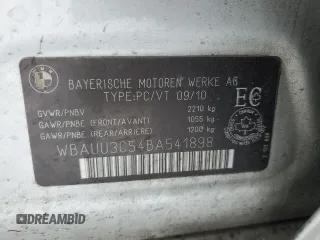 BAYERISCHE MOTOREN WERKE AG
TYPE:PC/VT 09/10
EC
GVWR/PNBV 2210 kg
GAWR/PNBE (FRONT/AVANT) 1055 kg
GAWR/PNBE (REAR/ARRIERE) 1200 kg
WBAUU3C54BA541898
AUTOBIDMASTER